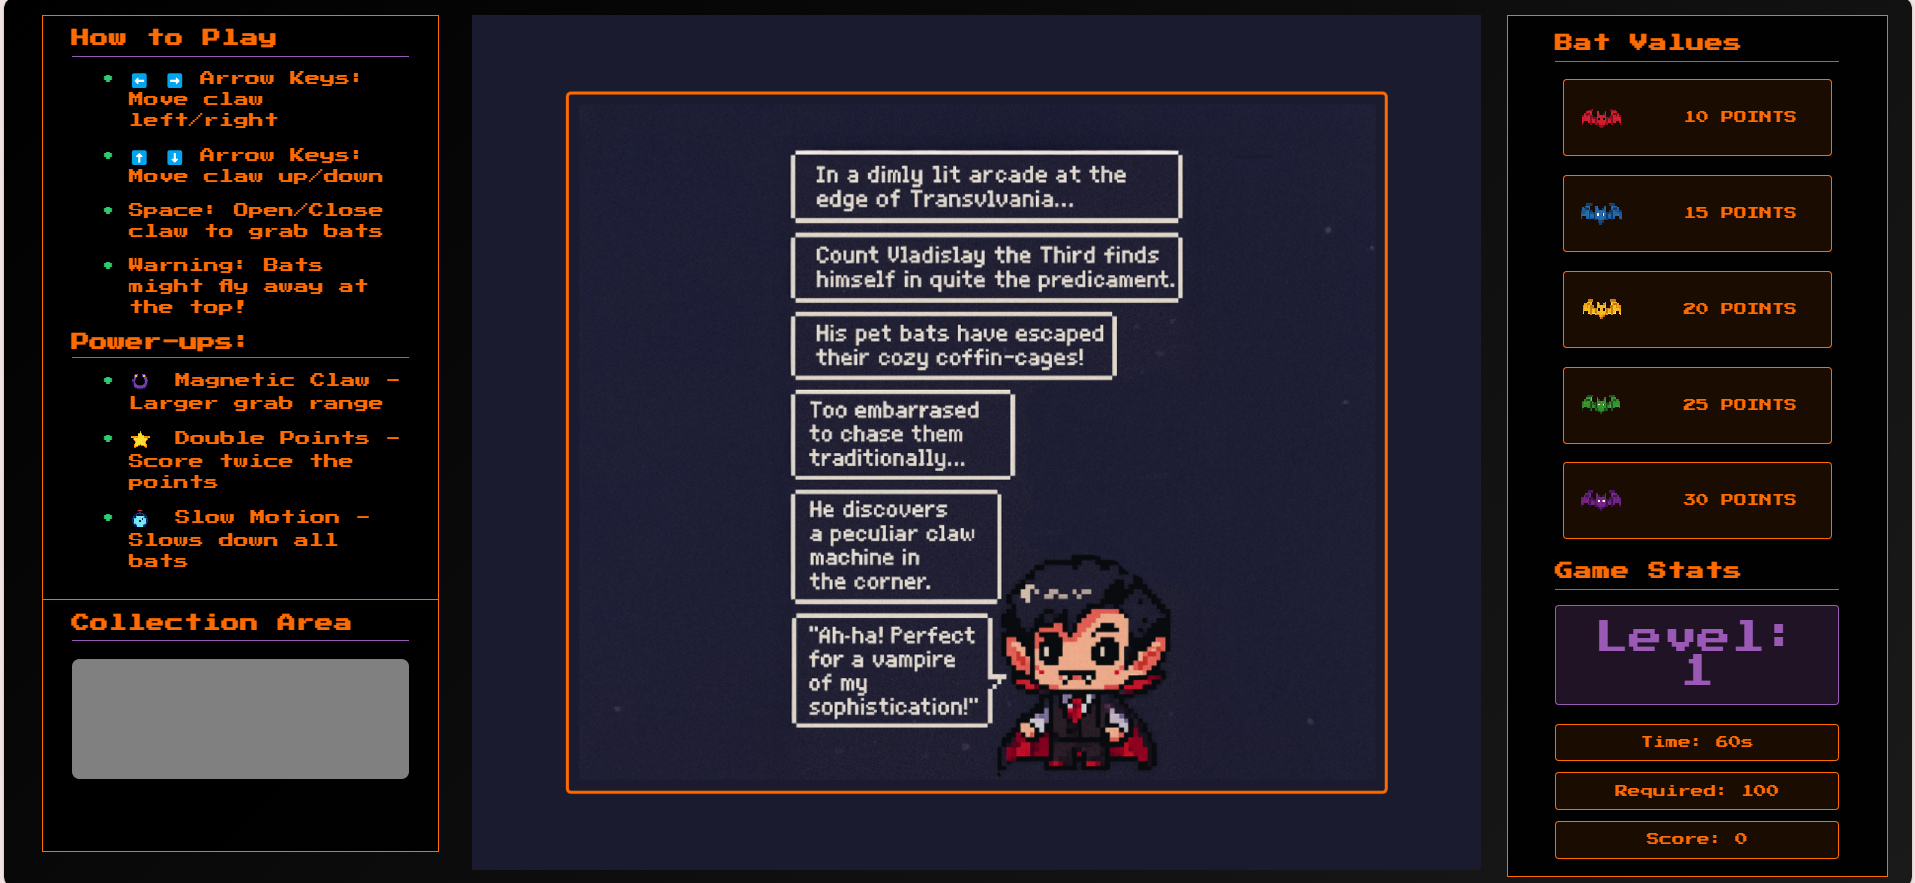 How to Play
Arrow Keys:
Move claw
left/right
Arrow Keys:
Move claw up/down
Space: Open/Close
claw to grab bats
Warning: Bats
might fly away at
the top!
Power-ups:
Magnetic Claw -
Larger grab range
Double Points -
Score twice the
points
Slow Motion -
Slows down all
bats
Collection Area
In a dimly lit arcade at the
edge of Transvlvania...
Count Vladislay the Third finds
himself in quite the predicament.
His pet bats have escaped
their cozy coffin-cages!
Too embarrased
to chase them
traditionally...
He discovers
a peculiar claw
machine in
the corner.
"Ah-ha! Perfect
for a vampire
of my
sophistication!"
Bat Values
10 POINTS
15 POINTS
20 POINTS
25 POINTS
30 POINTS
Game Stats
Level:
1
Time: 60s
Required: 100
Score: 0